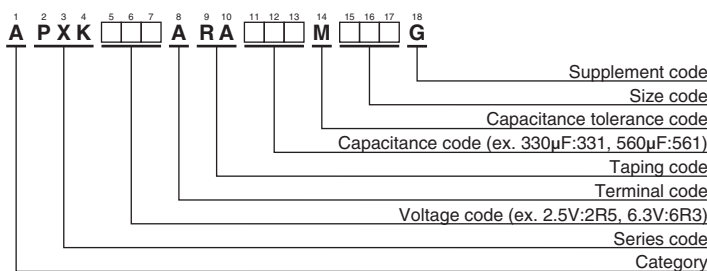 1 2 3 4 5 6 7 8 9 10 11 12 13 14 15 16 17 18
A P X K A R A M G
Supplement code
Size code
Capacitance tolerance code
Capacitance code (ex. 330µF:331, 560µF:561)
Taping code
Terminal code
Voltage code (ex. 2.5V:2R5, 6.3V:6R3)
Series code
Category